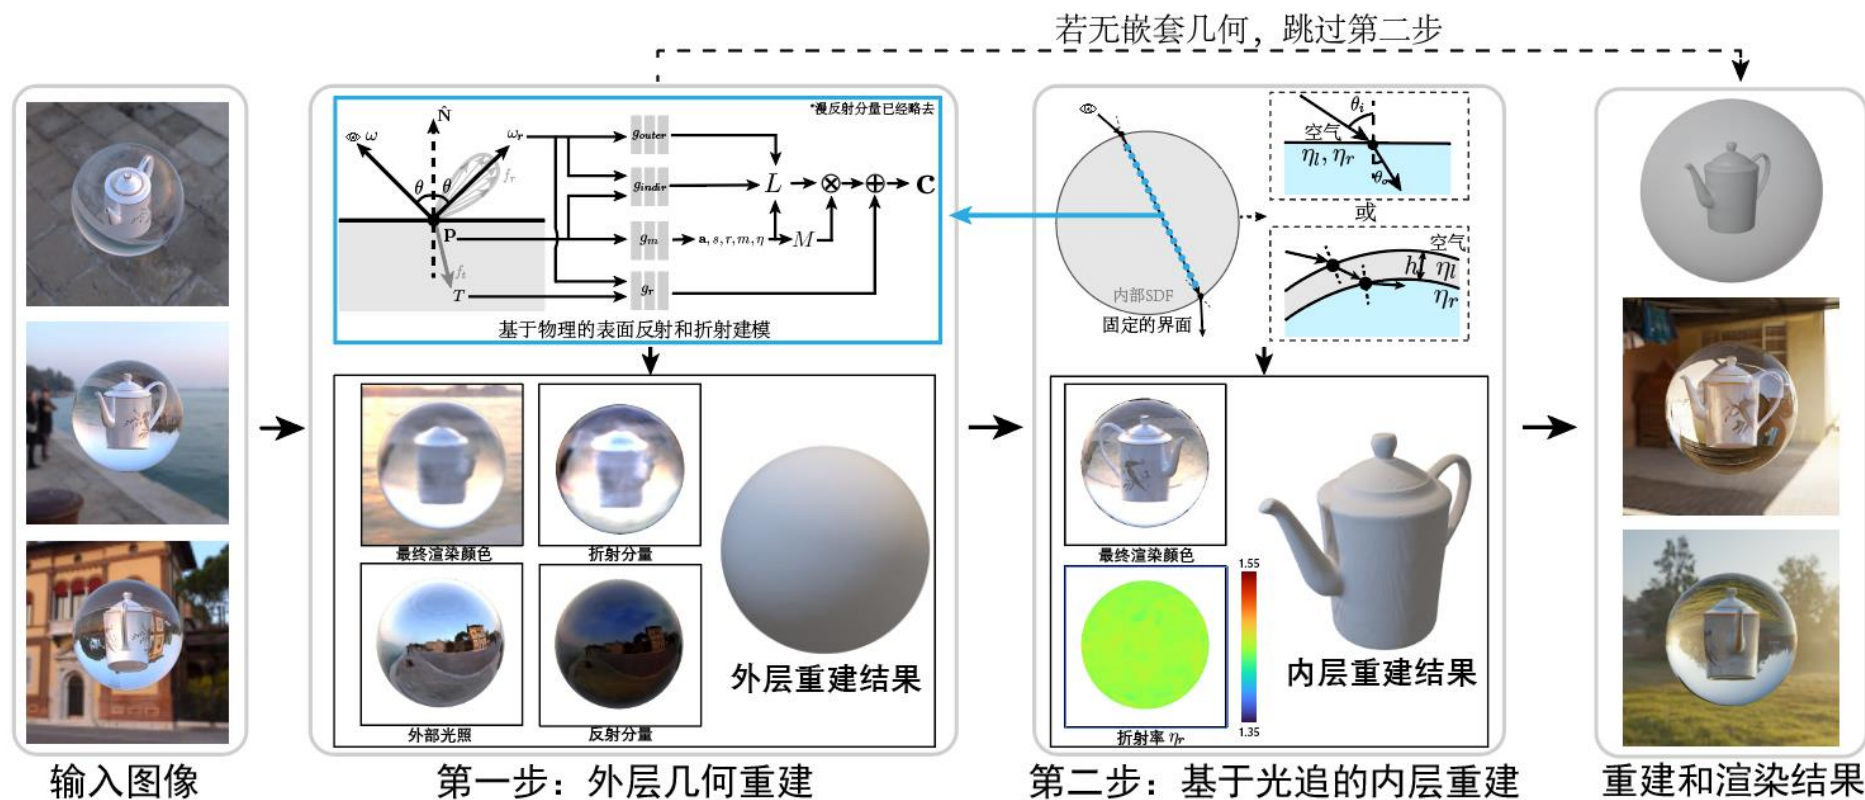 若无嵌套几何，跳过第二步
*漫反射分量已经略去
N̂
ω
ωr
fr
θ θ
P
ft
T
gouter
gindir
gm
gr
a, s, r, m, η
L
M
C
基于物理的表面反射和折射建模
最终渲染颜色
折射分量
外部光照
反射分量
外层重建结果
内部SDF
固定的界面
θi
空气
ηl, ηr
θo
或
空气
h
ηl
ηr
最终渲染颜色
折射率 ηr
1.55
1.35
内层重建结果
输入图像
第一步：外层几何重建
第二步：基于光追的内层重建
重建和渲染结果